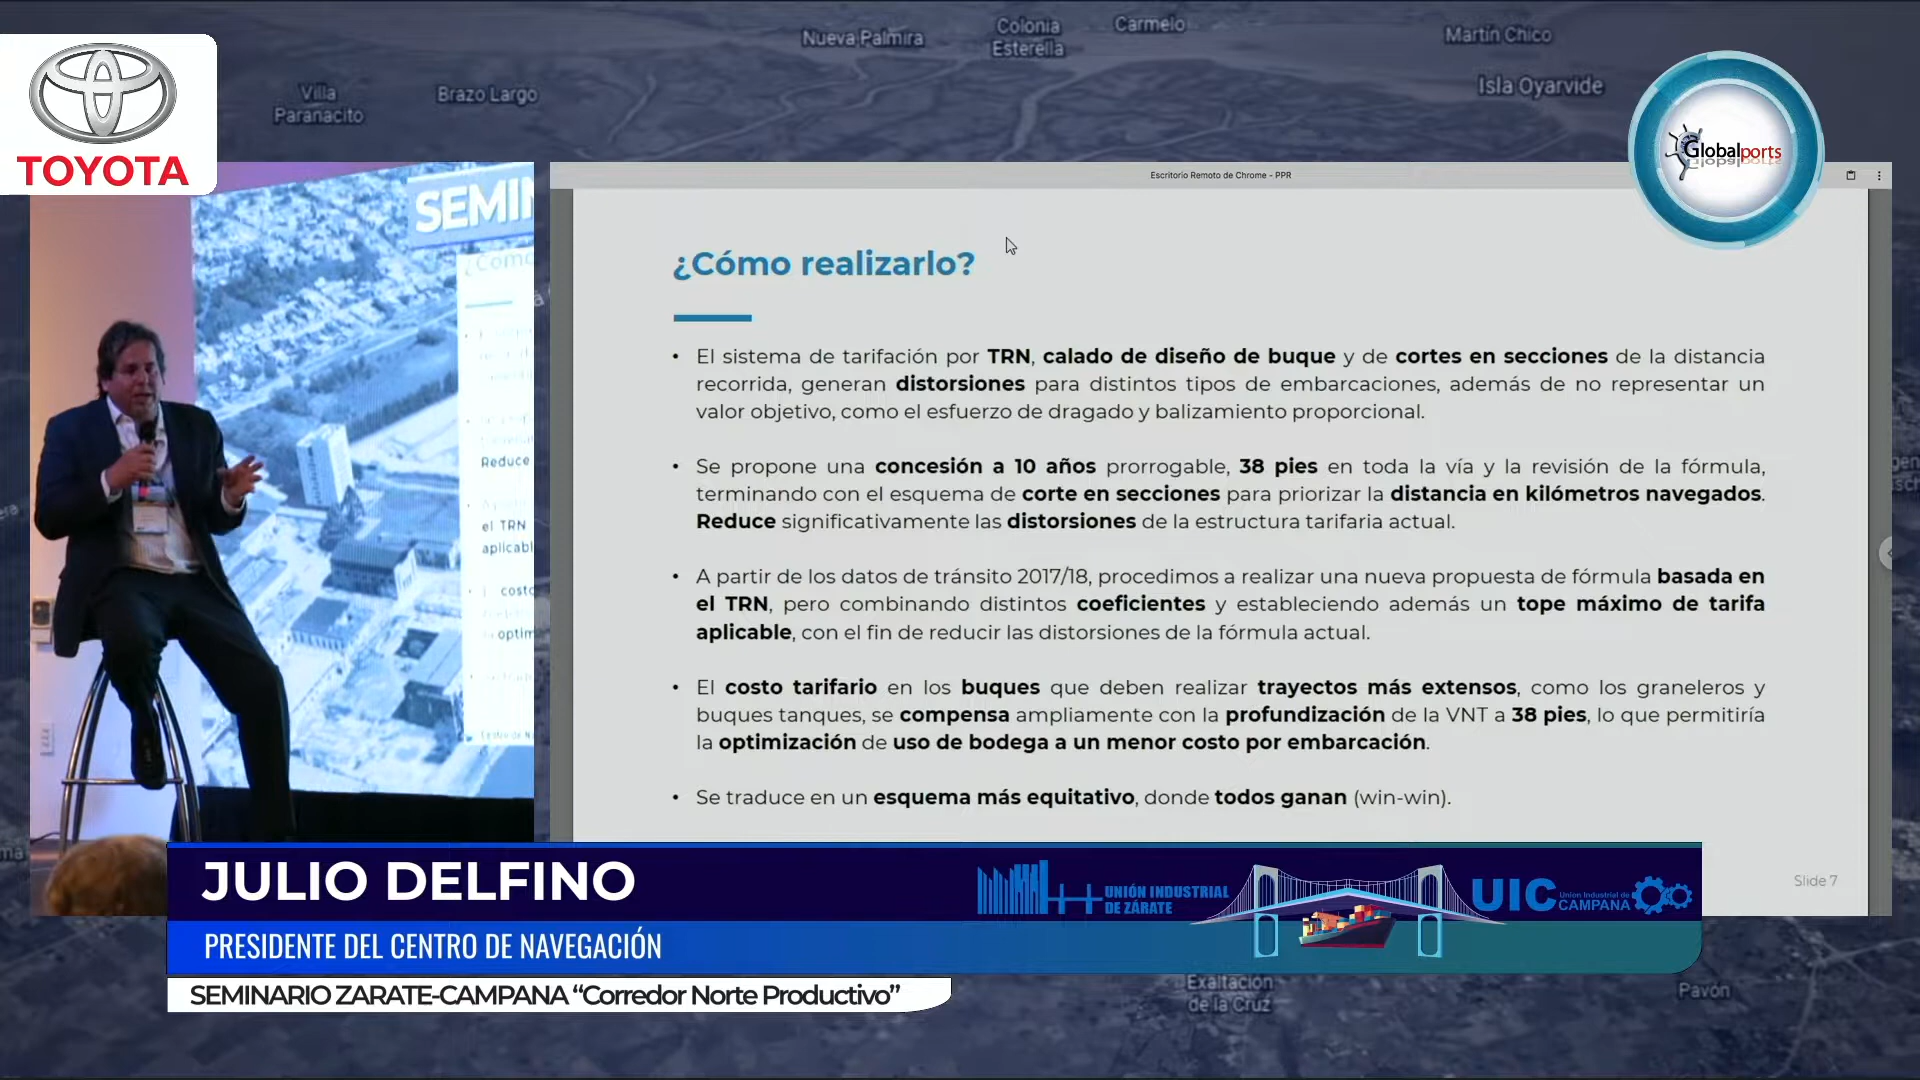 Nueva Palmira
Colonia
Esterella
Carmelo
Martín Chico
Villa
Paranacito
Brazo Largo
Isla Oyarvide
TOYOTA
Globalports
SEMI
Escritorio Remoto de Chrome - PPR
¿Cómo realizarlo?
• El sistema de tarifación por TRN, calado de diseño de buque y de cortes en secciones de la distancia
recorrida, generan distorsiones para distintos tipos de embarcaciones, además de no representar un
valor objetivo, como el esfuerzo de dragado y balizamiento proporcional.
• Se propone una concesión a 10 años prorrogable, 38 pies en toda la vía y la revisión de la fórmula,
terminando con el esquema de corte en secciones para priorizar la distancia en kilómetros navegados.
Reduce significativamente las distorsiones de la estructura tarifaria actual.
• A partir de los datos de tránsito 2017/18, procedimos a realizar una nueva propuesta de fórmula basada en
el TRN, pero combinando distintos coeficientes y estableciendo además un tope máximo de tarifa
aplicable, con el fin de reducir las distorsiones de la fórmula actual.
• El costo tarifario en los buques que deben realizar trayectos más extensos, como los graneleros y
buques tanques, se compensa ampliamente con la profundización de la VNT a 38 pies, lo que permitiría
la optimización de uso de bodega a un menor costo por embarcación.
• Se traduce en un esquema más equitativo, donde todos ganan (win-win).
Slide 7
¿Cómo
Reduce
el TRN
aplicabl
costo
optim
JULIO DELFINO
PRESIDENTE DEL CENTRO DE NAVEGACIÓN
UNIÓN INDUSTRIAL
DE ZÁRATE
UIC
Union Industrial de
CAMPANA
SEMINARIO ZARATE-CAMPANA “Corredor Norte Productivo”
Exaltación
de la Cruz
Pavón